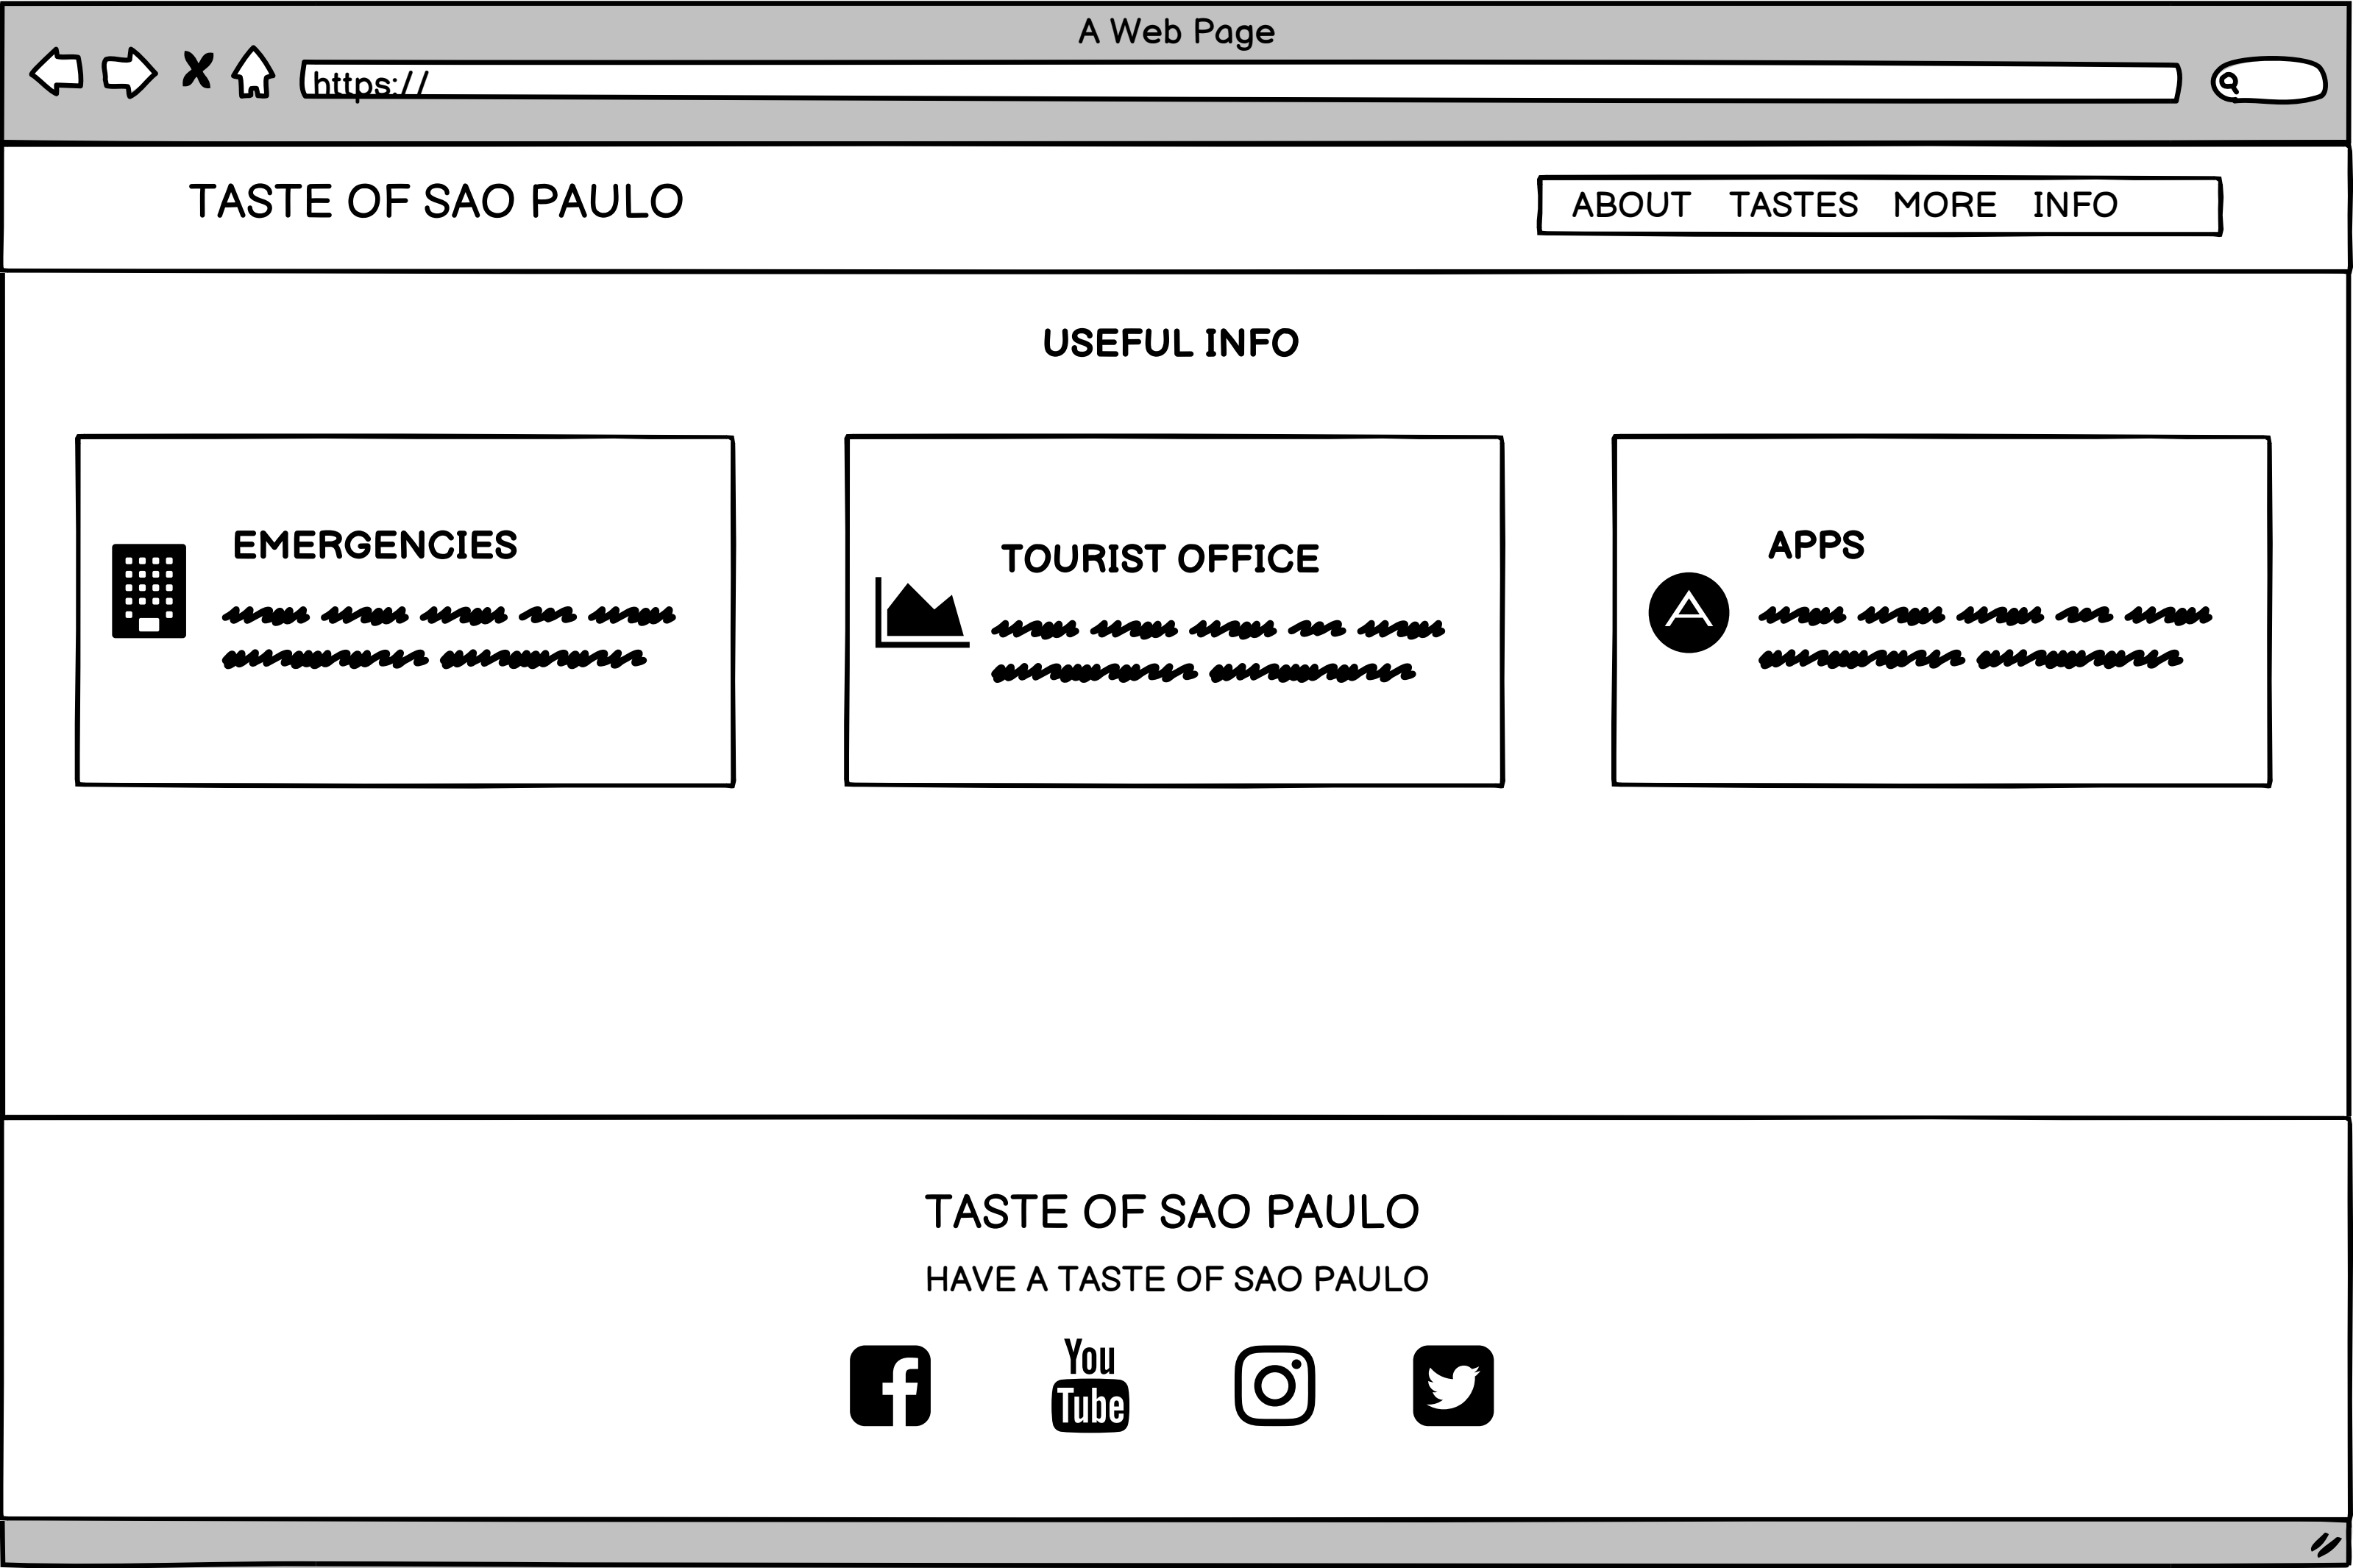 A Web Page
https://
TASTE OF SAO PAULO
ABOUT TASTES MORE INFO
USEFUL INFO
EMERGENCIES
TOURIST OFFICE
APPS
A
TASTE OF SAO PAULO
HAVE A TASTE OF SAO PAULO
f
You
Tube